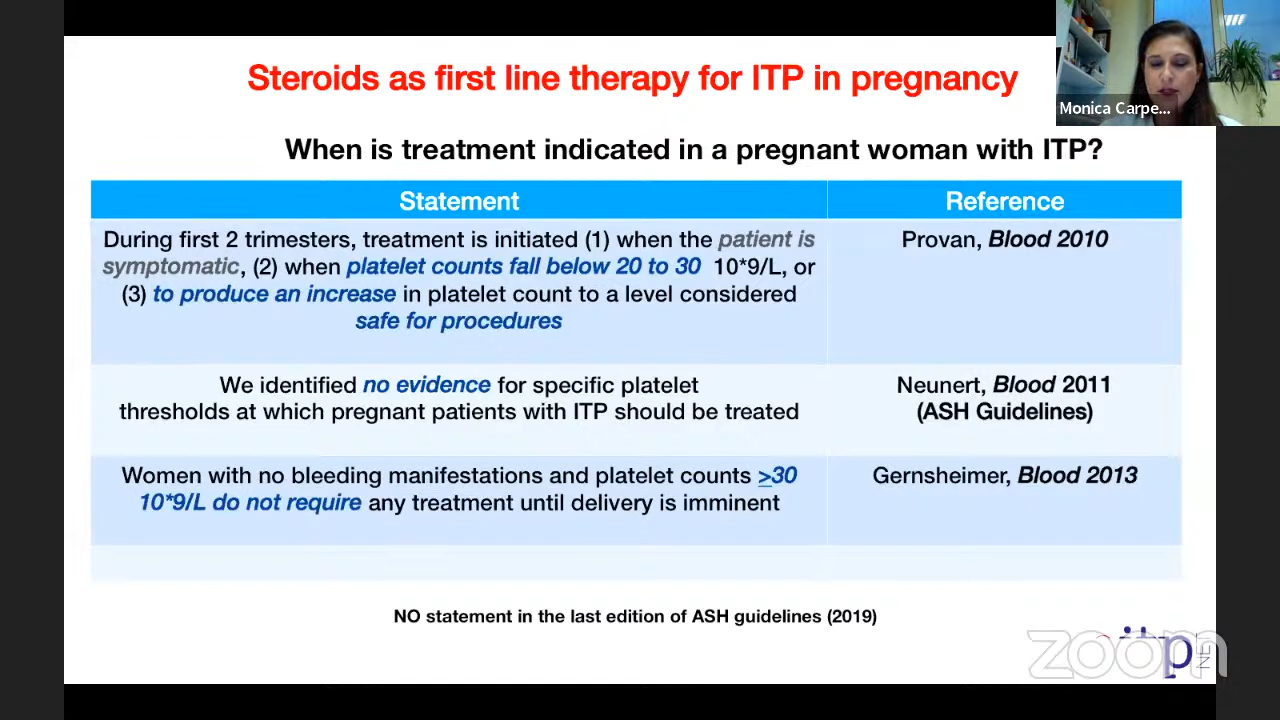 Steroids as first line therapy for ITP in pregnancy
Monica Carpe...
When is treatment indicated in a pregnant woman with ITP?
Statement
Reference
During first 2 trimesters, treatment is initiated (1) when the patient is
symptomatic, (2) when platelet counts fall below 20 to 30 10*9/L, or
(3) to produce an increase in platelet count to a level considered
safe for procedures
Provan, Blood 2010
We identified no evidence for specific platelet
thresholds at which pregnant patients with ITP should be treated
Neunert, Blood 2011
(ASH Guidelines)
Women with no bleeding manifestations and platelet counts >30
10*9/L do not require any treatment until delivery is imminent
Gernsheimer, Blood 2013
NO statement in the last edition of ASH guidelines (2019)
zoom
itp
NET